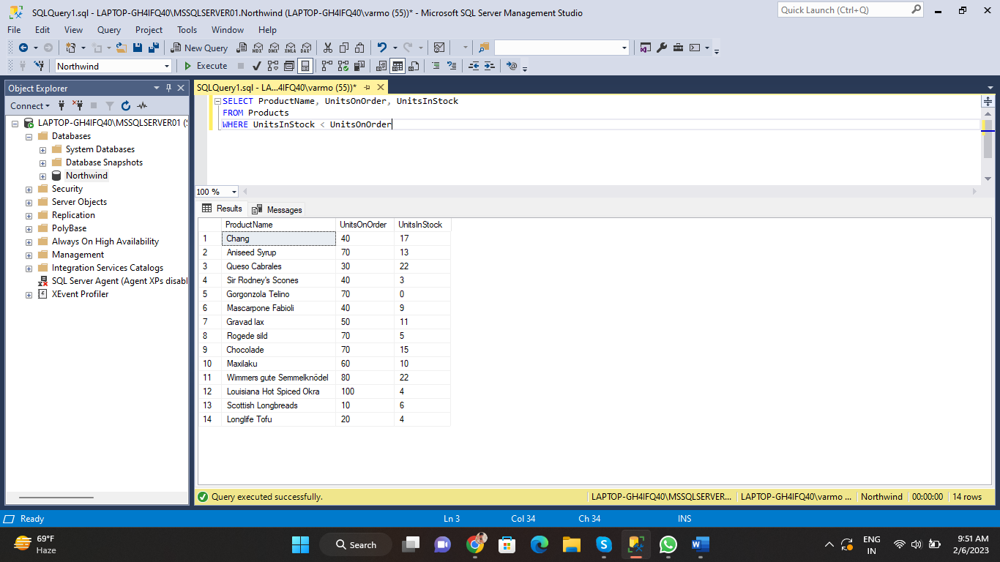 SQLQuery1.sql - LAPTOP-GH4IFQ40\MSSQLSERVER01.Northwind (LAPTOP-GH4IFQ40\varmo (55))* - Microsoft SQL Server Management Studio
Quick Launch (Ctrl+Q)
File Edit View Query Project Tools Window Help
New Query MDX DMX XMLA DAX
Northwind Execute
Object Explorer
Connect
LAPTOP-GH4IFQ40\MSSQLSERVER01 (
Databases
System Databases
Database Snapshots
Northwind
Security
Server Objects
Replication
PolyBase
Always On High Availability
Management
Integration Services Catalogs
SQL Server Agent (Agent XPs disabl
XEvent Profiler
SQLQuery1.sql - LA...4IFQ40\varmo (55))*
SELECT ProductName, UnitsOnOrder, UnitsInStock
FROM Products
WHERE UnitsInStock < UnitsOnOrder
100 %
Results Messages
ProductName UnitsOnOrder UnitsInStock
1 Chang 40 17
2 Aniseed Syrup 70 13
3 Queso Cabrales 30 22
4 Sir Rodney's Scones 40 3
5 Gorgonzola Telino 70 0
6 Mascarpone Fabioli 40 9
7 Gravad lax 50 11
8 Rogede sild 70 5
9 Chocolade 70 15
10 Maxilaku 60 10
11 Wimmers gute Semmelknödel 80 22
12 Louisiana Hot Spiced Okra 100 4
13 Scottish Longbreads 10 6
14 Longlife Tofu 20 4
Query executed successfully. LAPTOP-GH4IFQ40\MSSQLSERVER... LAPTOP-GH4IFQ40\varmo ... Northwind 00:00:00 14 rows
Ready Ln 3 Col 34 Ch 34 INS
69°F
Haze
Search
ENG
IN
9:51 AM
2/6/2023